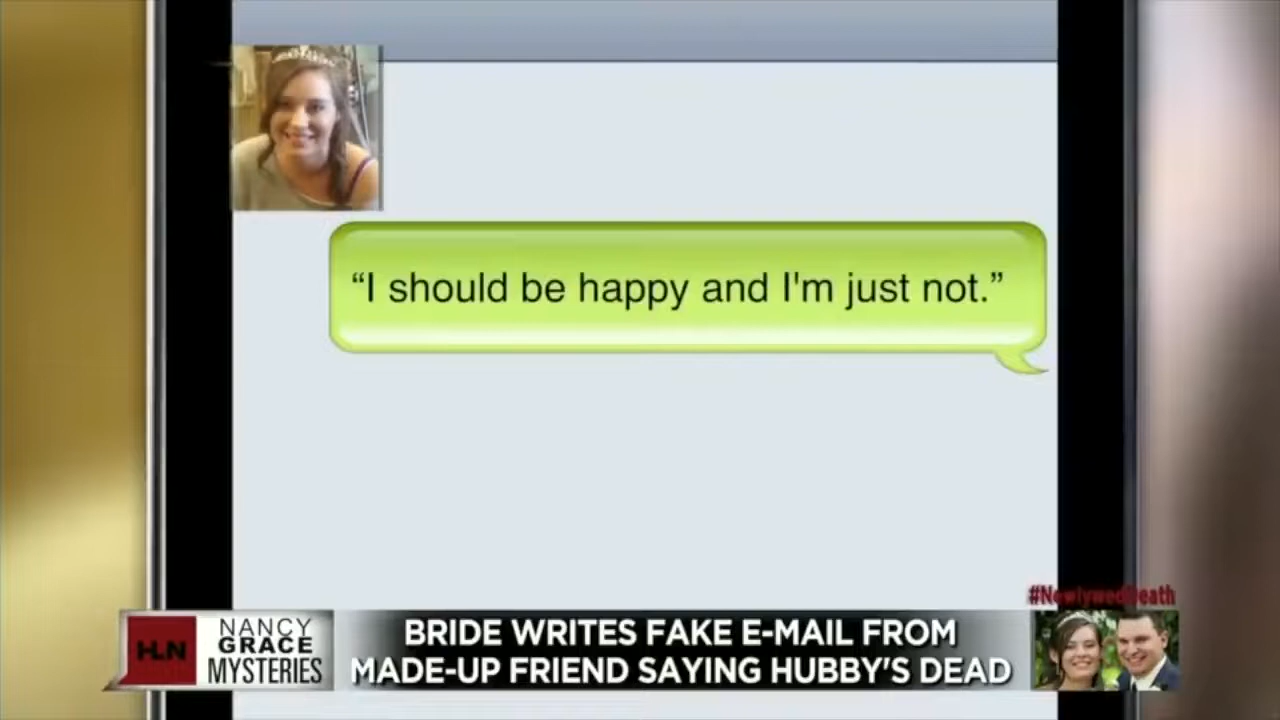 “I should be happy and I'm just not.”
#NewlywedDeath
HLN
NANCY
GRACE
MYSTERIES
BRIDE WRITES FAKE E-MAIL FROM
MADE-UP FRIEND SAYING HUBBY'S DEAD